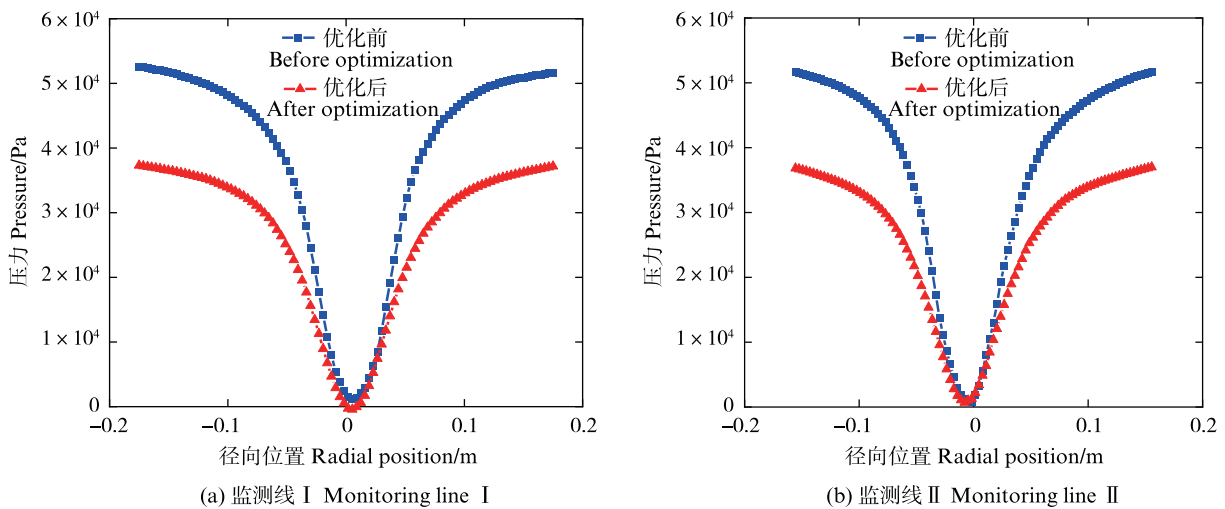 6 × 10⁴
5 × 10⁴
4 × 10⁴
3 × 10⁴
2 × 10⁴
1 × 10⁴
0
压力 Pressure/Pa
优化前
Before optimization
优化后
After optimization
−0.2
−0.1
0
0.1
0.2
径向位置 Radial position/m
(a) 监测线Ⅰ Monitoring line Ⅰ
6 × 10⁴
5 × 10⁴
4 × 10⁴
3 × 10⁴
2 × 10⁴
1 × 10⁴
0
压力 Pressure/Pa
优化前
Before optimization
优化后
After optimization
−0.2
−0.1
0
0.1
0.2
径向位置 Radial position/m
(b) 监测线Ⅱ Monitoring line Ⅱ